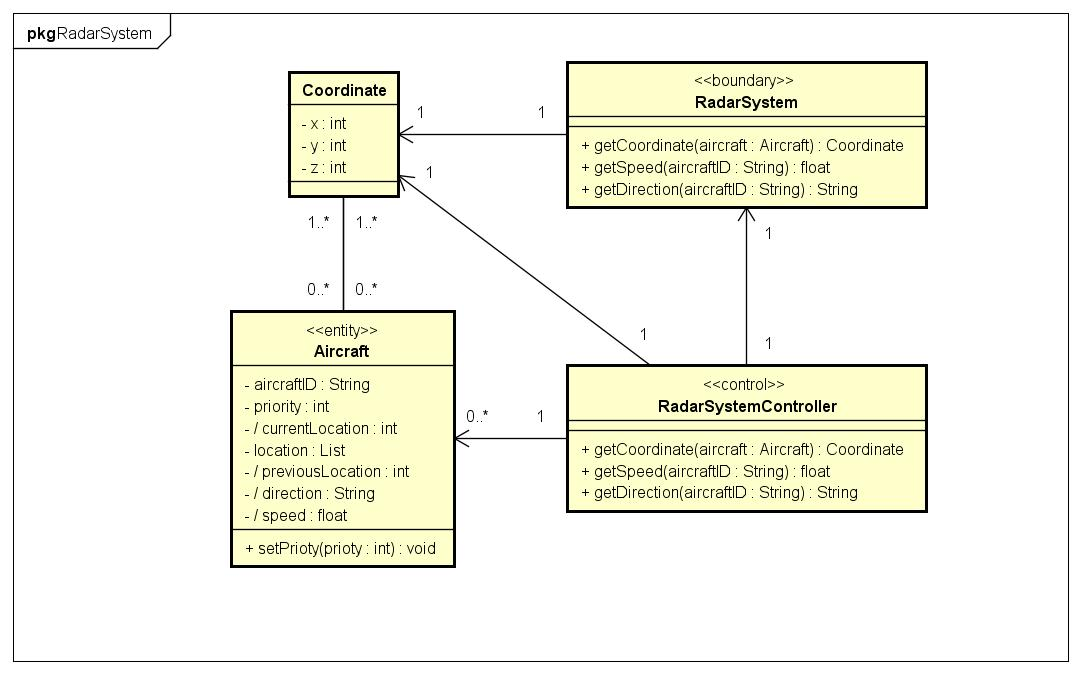 pkgRadarSystem
Coordinate
- x : int
- y : int
- z : int
<<boundary>>
RadarSystem
+ getCoordinate(aircraft : Aircraft) : Coordinate
+ getSpeed(aircraftID : String) : float
+ getDirection(aircraftID : String) : String
1
1
1
1..*
1..*
1
0..*
0..*
1
1
<<entity>>
Aircraft
- aircraftID : String
- priority : int
- / currentLocation : int
- location : List
- / previousLocation : int
- / direction : String
- / speed : float
+ setPrioty(prioty : int) : void
0..*
1
<<control>>
RadarSystemController
+ getCoordinate(aircraft : Aircraft) : Coordinate
+ getSpeed(aircraftID : String) : float
+ getDirection(aircraftID : String) : String